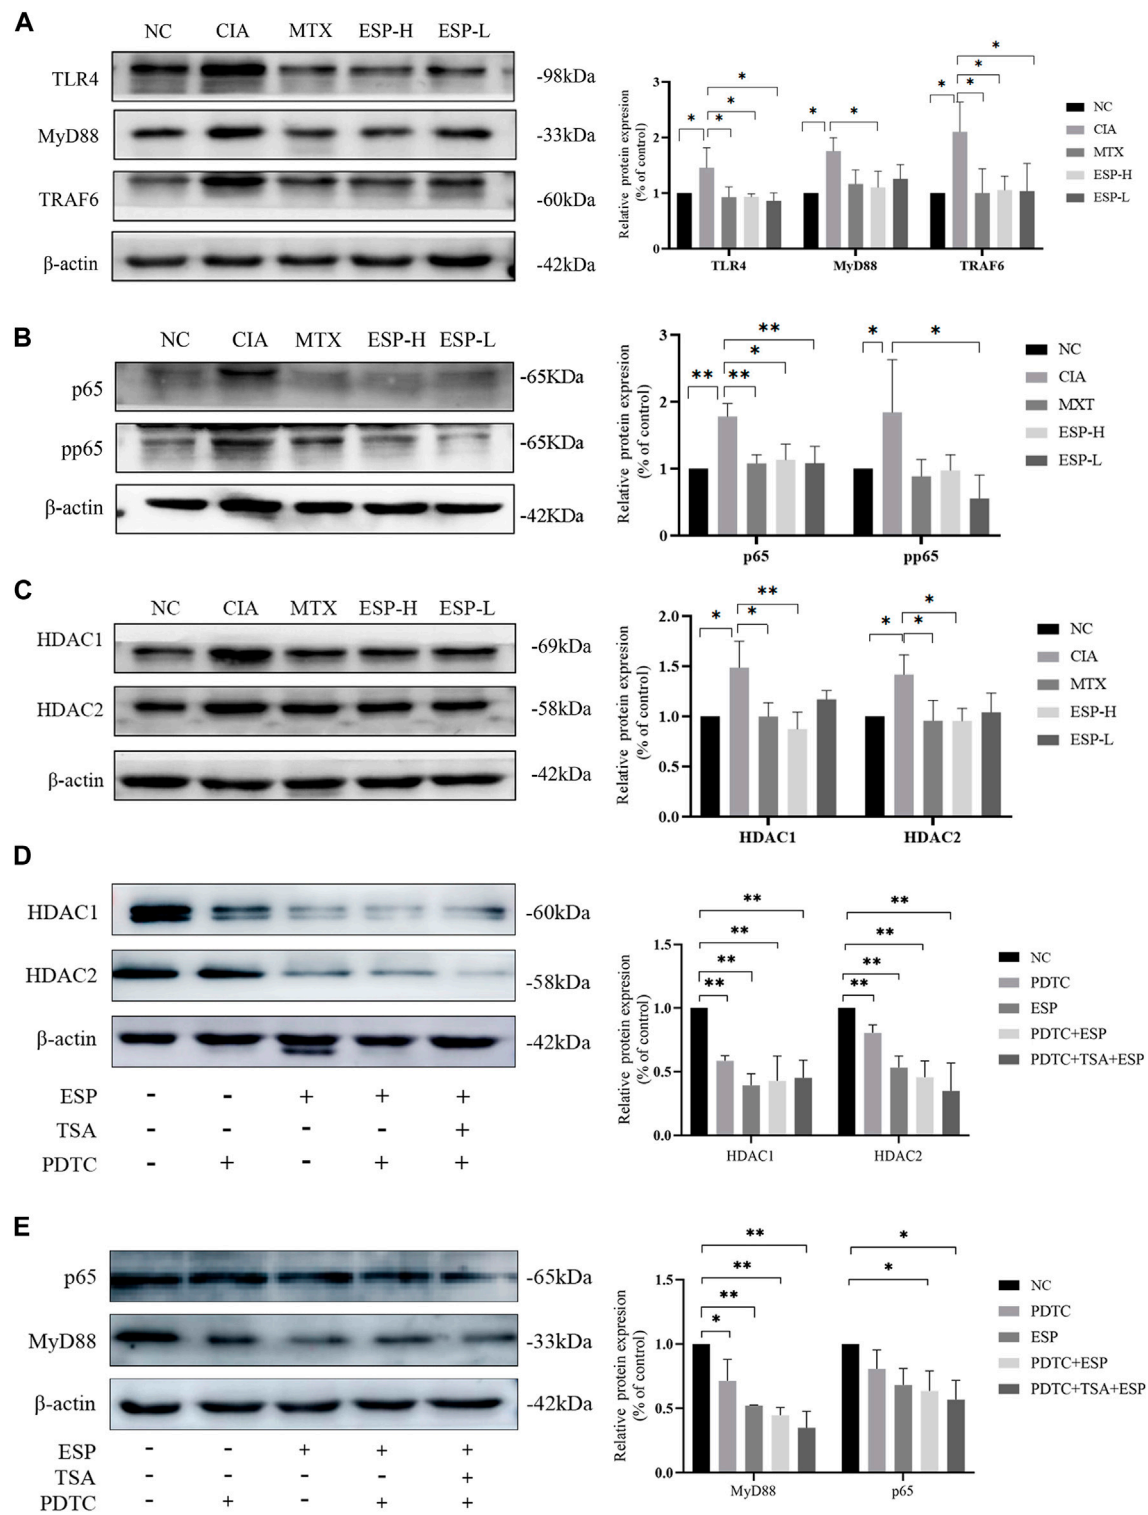 A
NC CIA MTX ESP-H ESP-L
TLR4 -98kDa
MyD88 -33kDa
TRAF6 -60kDa
β-actin -42kDa
Relative protein expresion
(% of control)
3
2
1
0
* * * *
* *
* * * *
TLR4 MyD88 TRAF6
NC
CIA
MTX
ESP-H
ESP-L
B
NC CIA MTX ESP-H ESP-L
p65 -65KDa
pp65 -65KDa
β-actin -42KDa
Relative protein expression
(% of control)
3
2
1
0
** ** * **
* *
p65 pp65
NC
CIA
MXT
ESP-H
ESP-L
C
NC CIA MTX ESP-H ESP-L
HDAC1 -69kDa
HDAC2 -58kDa
β-actin -42kDa
Relative protein expression
(% of control)
2.0
1.5
1.0
0.5
0.0
* * **
* * *
HDAC1 HDAC2
NC
CIA
MTX
ESP-H
ESP-L
D
HDAC1 -60kDa
HDAC2 -58kDa
β-actin -42kDa
ESP - - + + +
TSA - - - - +
PDTC - + - + +
Relative protein expresion
(% of control)
1.5
1.0
0.5
0.0
** ** ** **
** ** ** **
HDAC1 HDAC2
NC
PDTC
ESP
PDTC+ESP
PDTC+TSA+ESP
E
p65 -65kDa
MyD88 -33kDa
β-actin -42kDa
ESP - - + + +
TSA - - - - +
PDTC - + - + +
Relative protein expresion
(% of control)
1.5
1.0
0.5
0.0
* ** ** **
* *
MyD88 p65
NC
PDTC
ESP
PDTC+ESP
PDTC+TSA+ESP